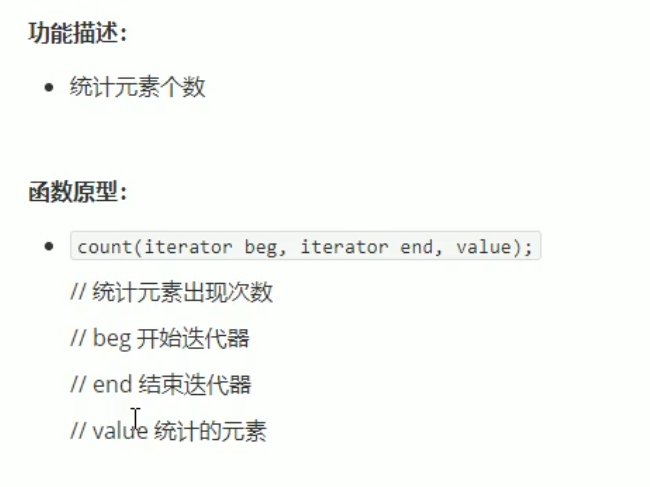 功能描述：
统计元素个数
函数原型：
count(iterator beg, iterator end, value);
// 统计元素出现次数
// beg 开始迭代器
// end 结束迭代器
// value 统计的元素